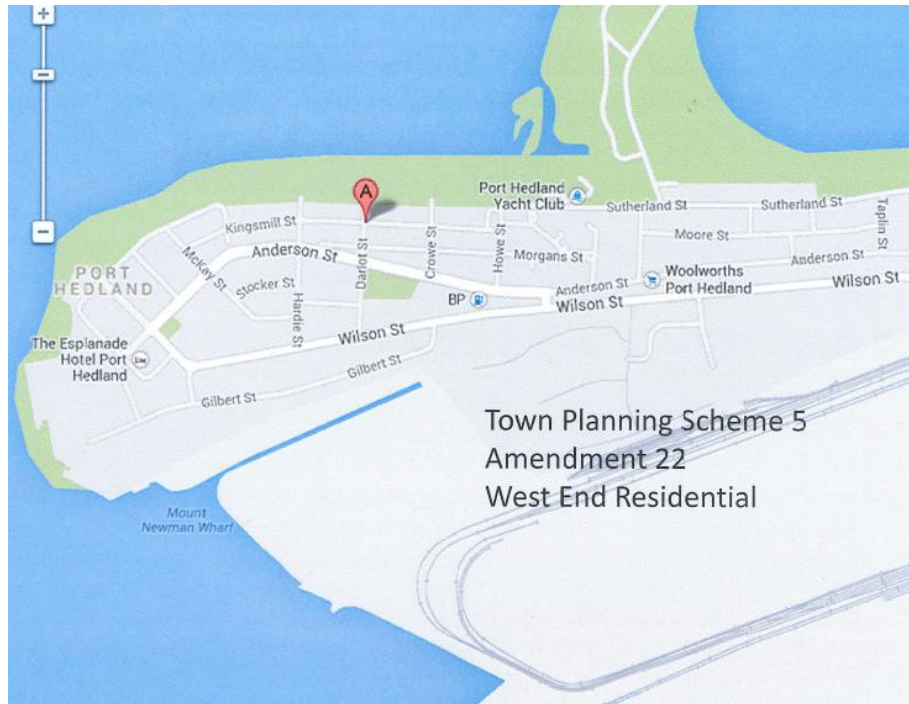 A
Port Hedland
Yacht Club
Sutherland St
Sutherland St
Taplin St
Kingsmill St
Anderson St
Darlot St
Crowe St
Howe St
Morgans St
Moore St
Anderson St
McKay St
PORT
HEDLAND
Stocker St
Hardie St
BP
Anderson St
Woolworths
Port Hedland
Wilson St
Wilson St
Wilson St
The Esplanade
Hotel Port
Hedland
Gilbert St
Gilbert St
Town Planning Scheme 5
Amendment 22
West End Residential
Mount
Newman Wharf